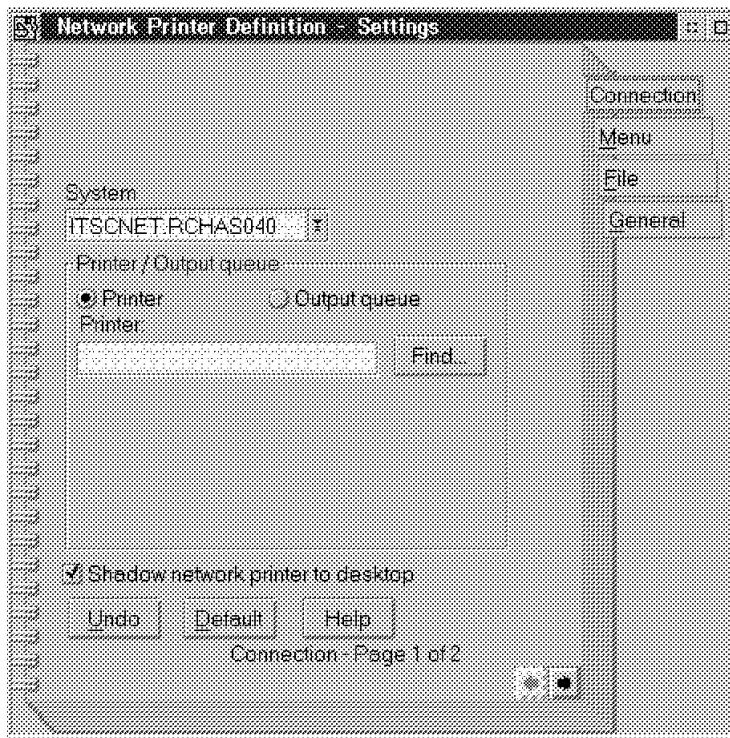 Network Printer Definition - Settings
Connection
Menu
File
General
System
ITSCNET.RCHAS040
Printer / Output queue
Printer
Output queue
Printer:
Find...
Shadow network printer to desktop
Undo
Default
Help
Connection - Page 1 of 2